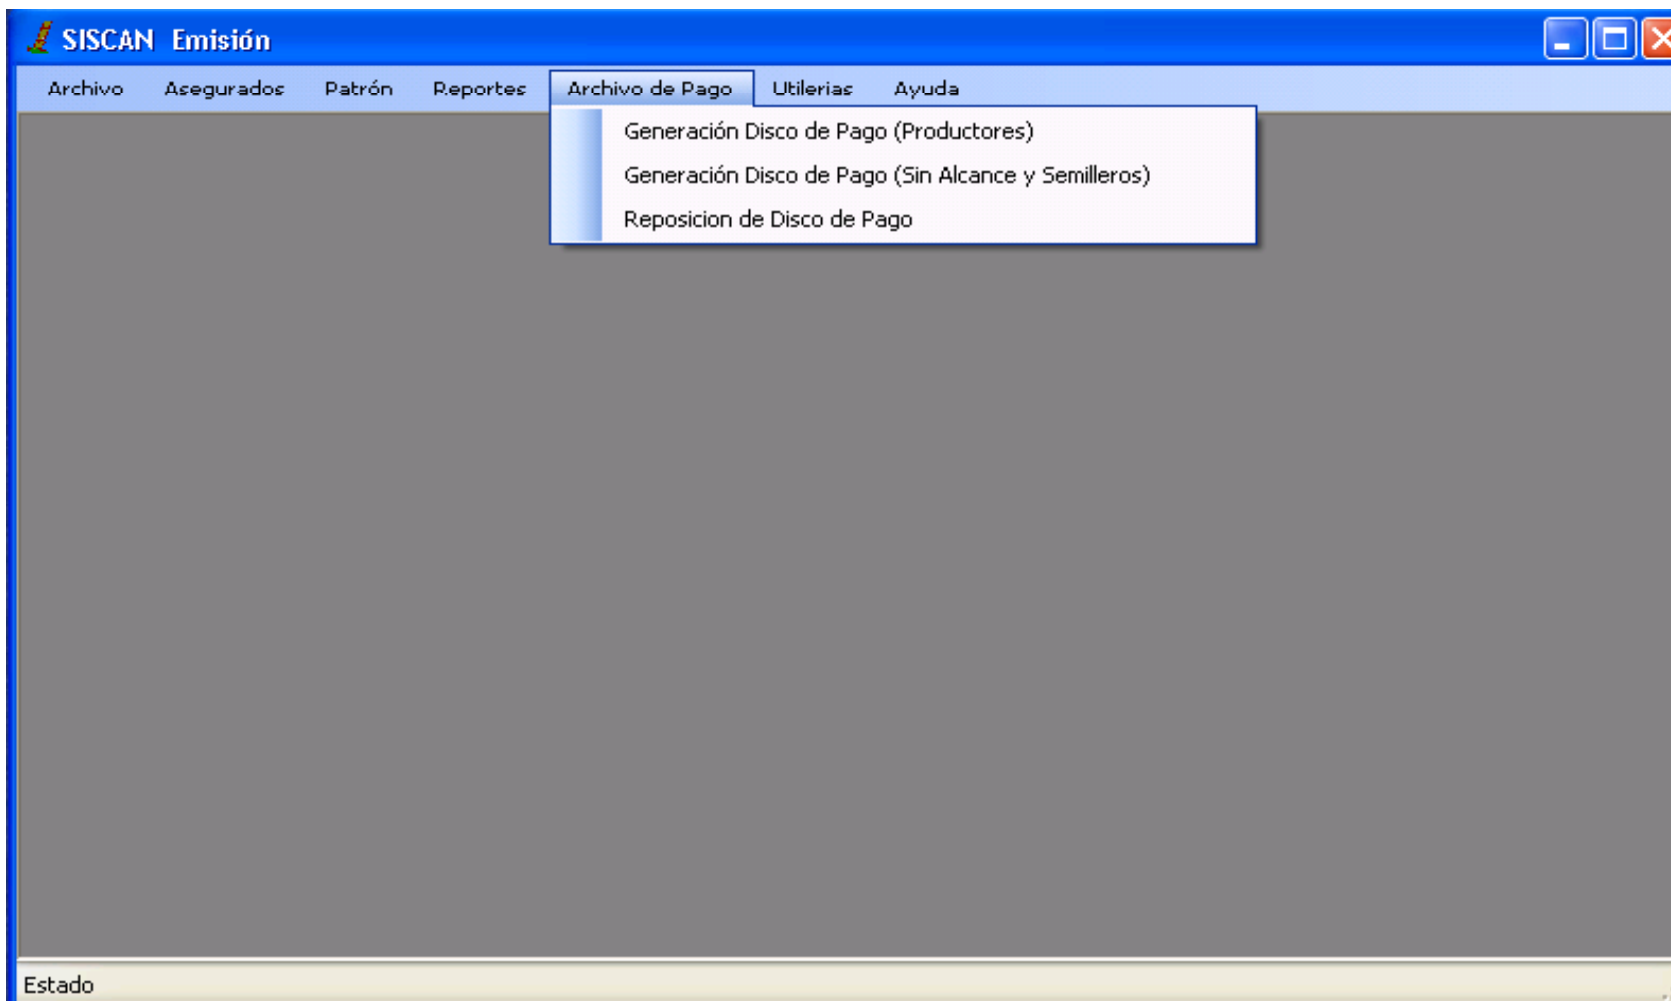 SISCAN Emisión
Archivo Asegurados Patrón Reportes Archivo de Pago Utilerias Ayuda
Generación Disco de Pago (Productores)
Generación Disco de Pago (Sin Alcance y Semilleros)
Reposicion de Disco de Pago
Estado